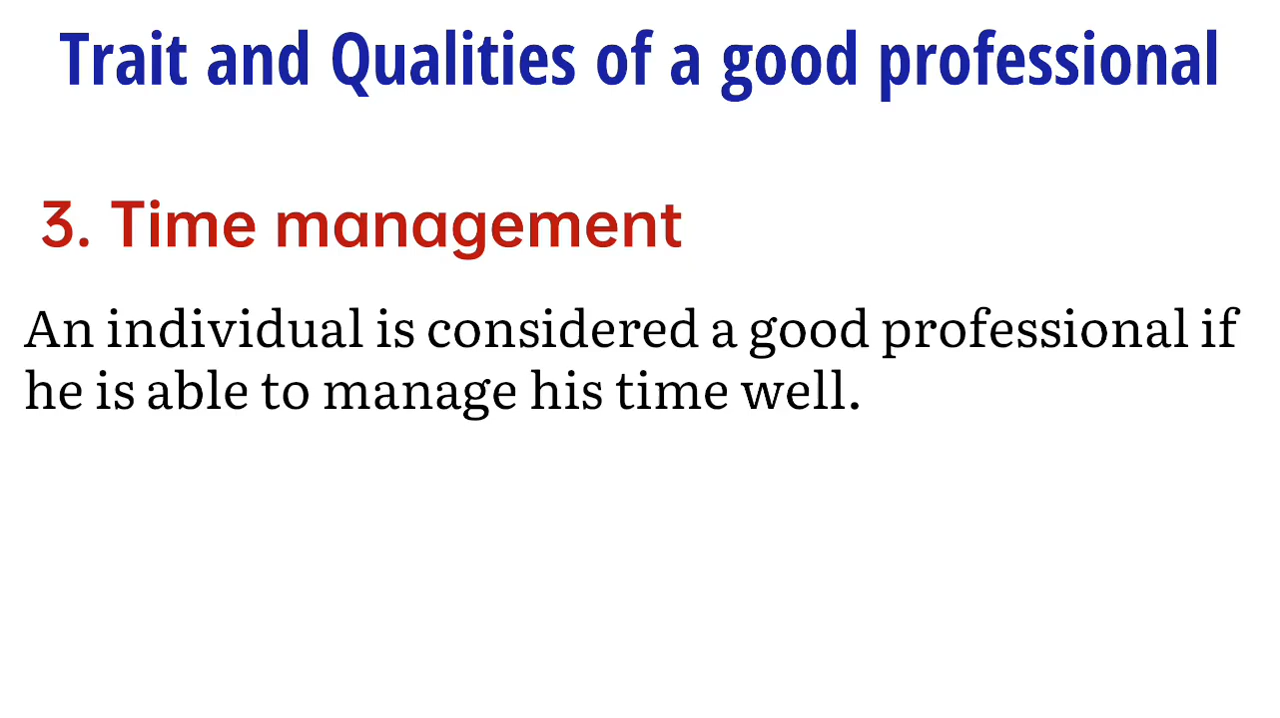 Trait and Qualities of a good professional
3. Time management
An individual is considered a good professional if
he is able to manage his time well.